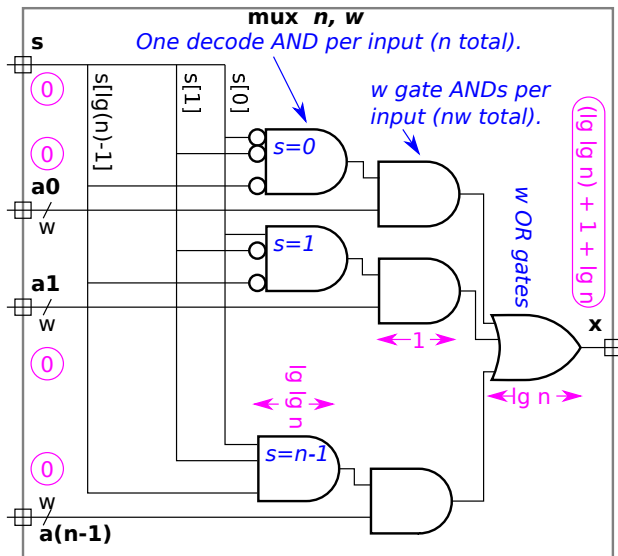 mux n, w
One decode AND per input (n total).
s
0
s[lg(n)-1]
s[1]
s[0]
w gate ANDs per
input (nw total).
(lg lg n) + 1 + lg n
0
s=0
a0
w
w OR gates
s=1
a1
w
x
1
0
lg lg n
lg n
0
s=n-1
w
a(n-1)